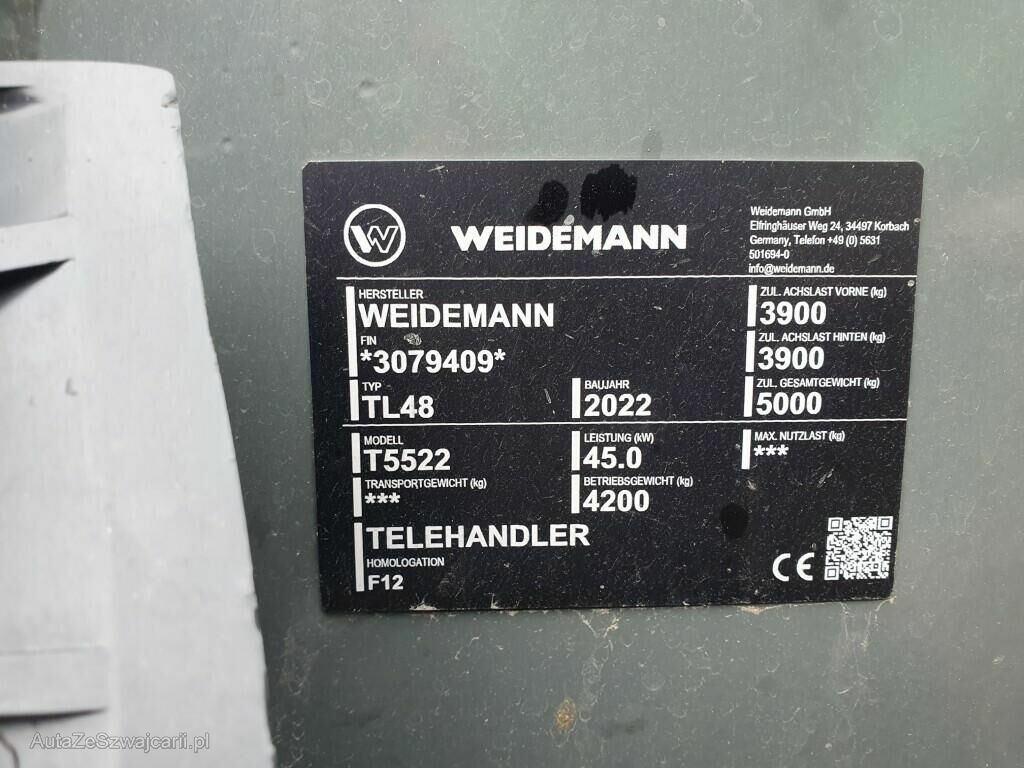 W
WEIDEMANN
Weidemann GmbH
Elfringhäuser Weg 24, 34497 Korbach
Germany, Telefon +49 (0) 5631
501694-0
info@weidemann.de
HERSTELLER
WEIDEMANN
FIN
*3079409*
TYP
TL48
BAUJAHR
2022
ZUL. ACHSLAST VORNE (kg)
3900
ZUL. ACHSLAST HINTEN (kg)
3900
ZUL. GESAMTGEWICHT (kg)
5000
MODELL
T5522
TRANSPORTGEWICHT (kg)
***
LEISTUNG (kW)
45.0
BETRIEBSGEWICHT (kg)
4200
MAX. NUTZLAST (kg)
***
TELEHANDLER
HOMOLOGATION
F12
CE
AutaZeSzwajcarii.pl